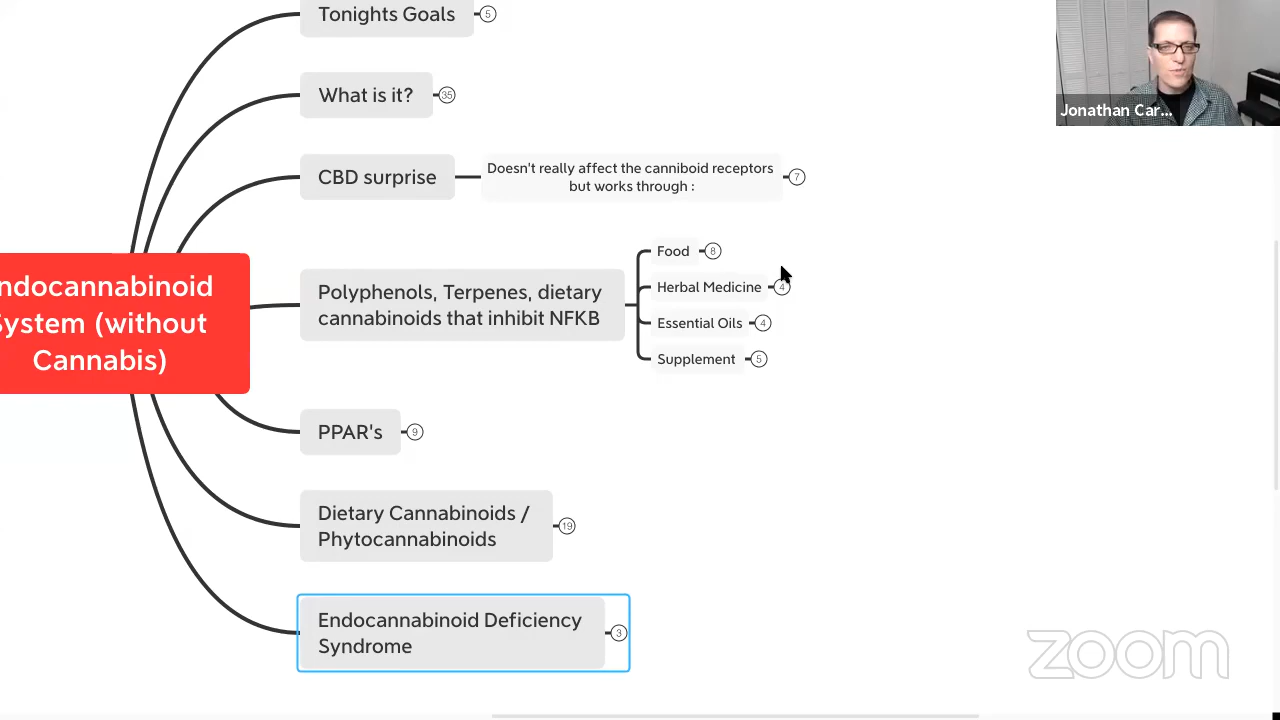 Tonights Goals
5
What is it?
35
CBD surprise
Doesn't really affect the canniboid receptors
but works through :
7
ndocannabinoid
System (without
Cannabis)
Polyphenols, Terpenes, dietary
cannabinoids that inhibit NFKB
Food
8
Herbal Medicine
4
Essential Oils
4
Supplement
5
PPAR's
9
Dietary Cannabinoids /
Phytocannabinoids
19
Endocannabinoid Deficiency
Syndrome
3
Jonathan Car...
zoom